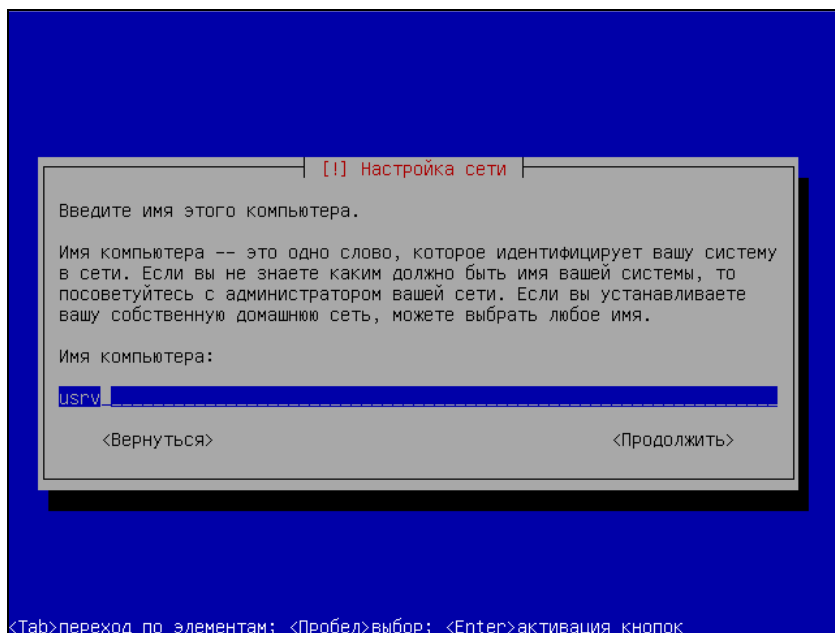 [!] Настройка сети
Введите имя этого компьютера.
Имя компьютера -- это одно слово, которое идентифицирует вашу систему
в сети. Если вы не знаете каким должно быть имя вашей системы, то
посоветуйтесь с администратором вашей сети. Если вы устанавливаете
вашу собственную домашнюю сеть, можете выбрать любое имя.
Имя компьютера:
usrv
<Вернуться> <Продолжить>
<Tab>переход по элементам; <Пробел>выбор; <Enter>активация кнопок